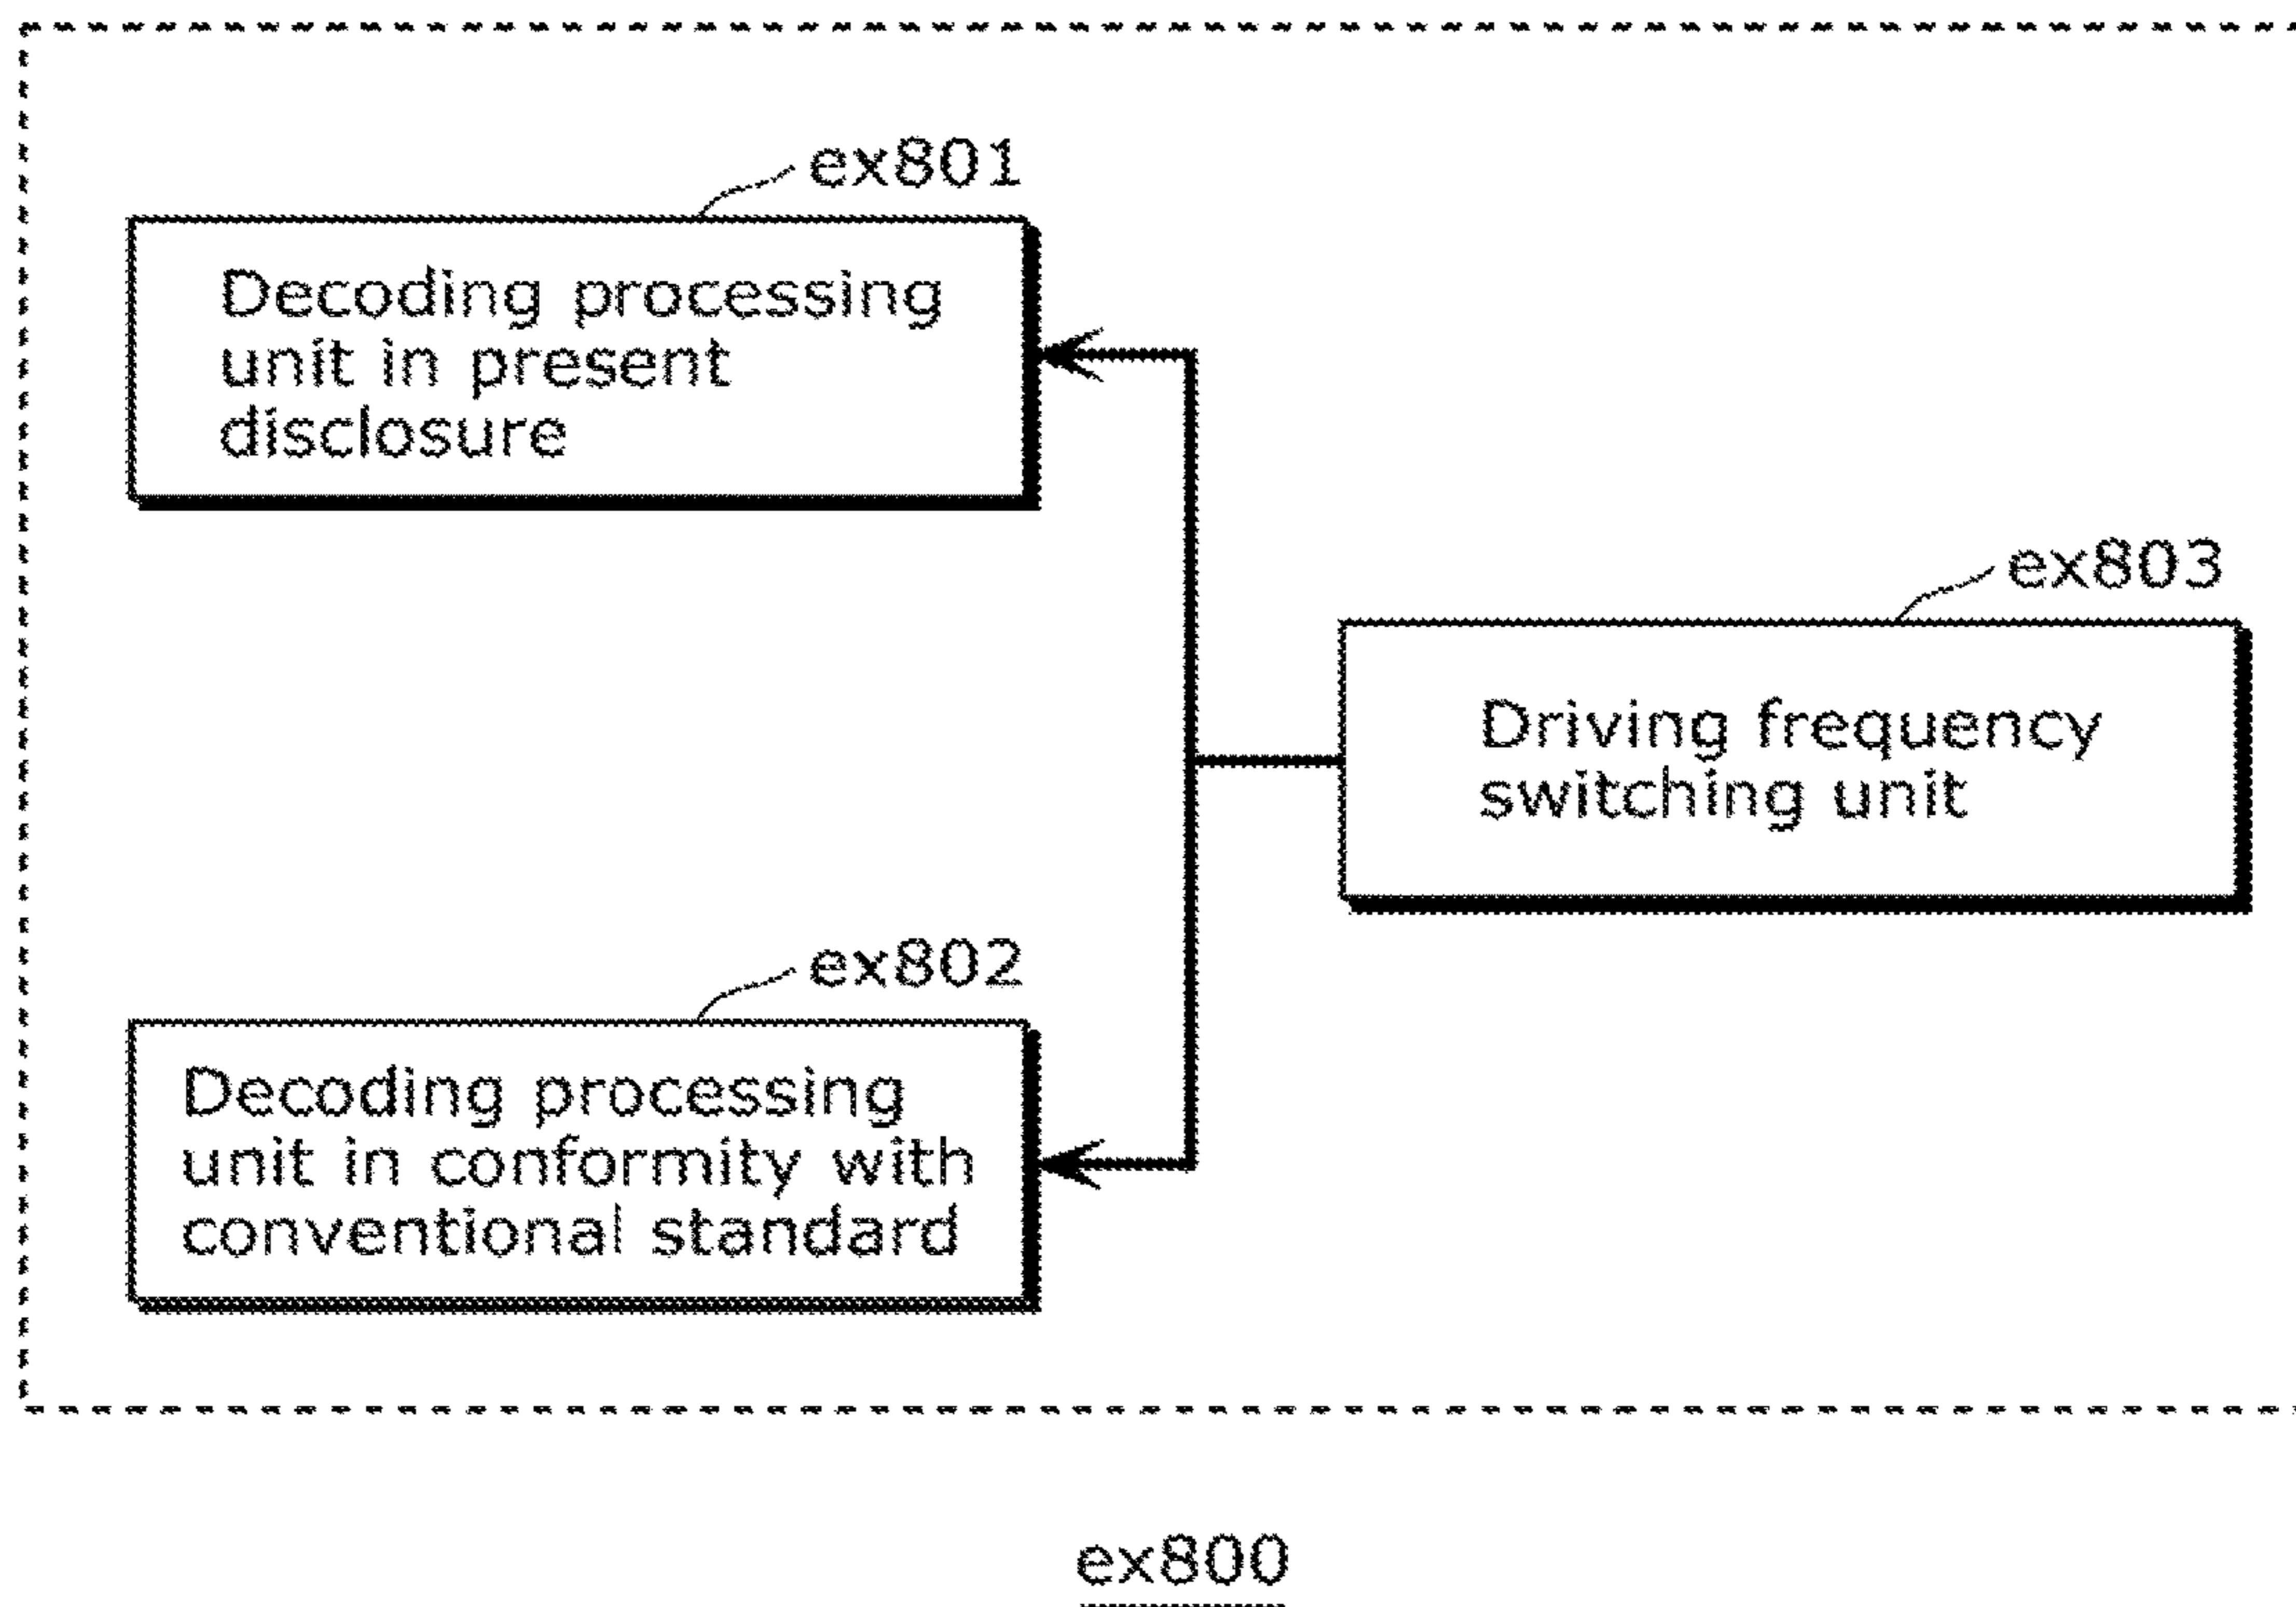 ex801
Decoding processing
unit in present
disclosure
ex803
Driving frequency
switching unit
ex802
Decoding processing
unit in conformity with
conventional standard
ex800